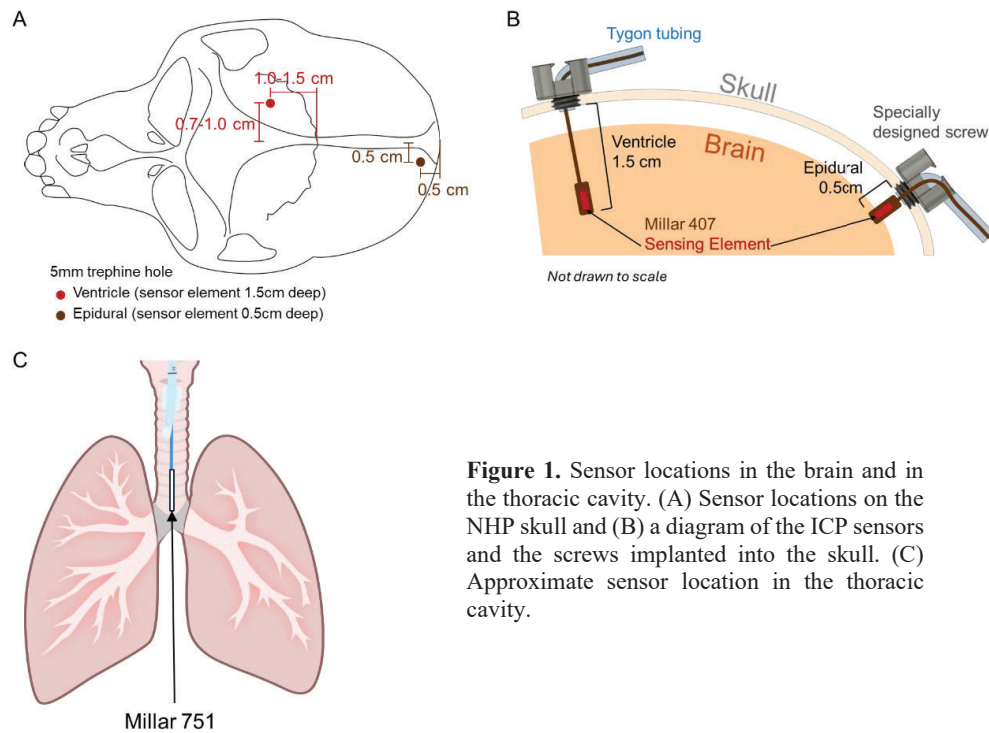 A
1.0-1.5 cm
0.7-1.0 cm
0.5 cm
0.5 cm
5mm trephine hole
Ventricle (sensor element 1.5cm deep)
Epidural (sensor element 0.5cm deep)
B
Tygon tubing
Skull
Specially
designed screw
Ventricle
1.5 cm
Brain
Epidural
0.5cm
Millar 407
Sensing Element
Not drawn to scale
C
Millar 751
Figure 1. Sensor locations in the brain and in
the thoracic cavity. (A) Sensor locations on the
NHP skull and (B) a diagram of the ICP sensors
and the screws implanted into the skull. (C)
Approximate sensor location in the thoracic
cavity.